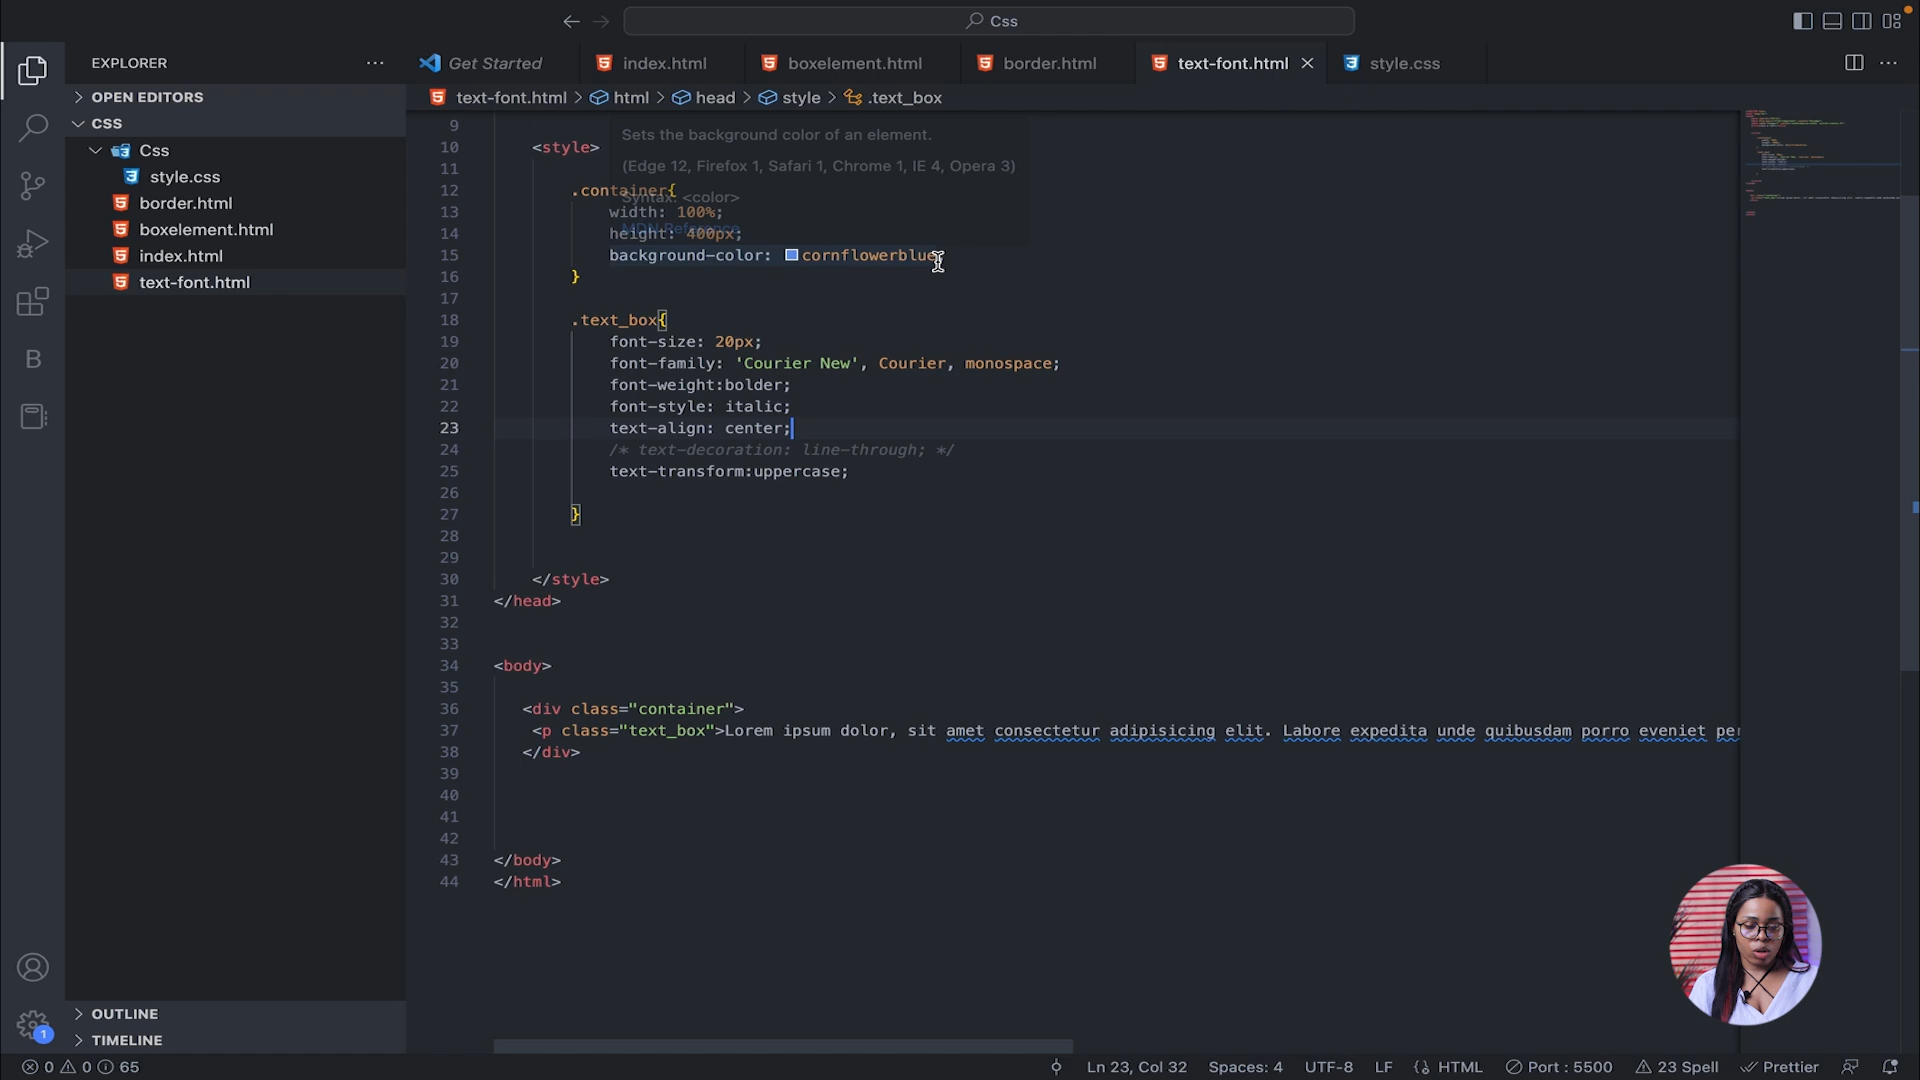 Css
EXPLORER
OPEN EDITORS
CSS
Css
style.css
border.html
boxelement.html
index.html
text-font.html
OUTLINE
TIMELINE
Get Started
index.html
boxelement.html
border.html
text-font.html
style.css
text-font.html > html > head > style > .text_box
Sets the background color of an element.
(Edge 12, Firefox 1, Safari 1, Chrome 1, IE 4, Opera 3)
Syntax: <color>
MDN Reference
9
10 <style>
11
12 .container{
13 width: 100%;
14 height: 400px;
15 background-color: cornflowerblue;
16 }
17
18 .text_box{
19 font-size: 20px;
20 font-family: 'Courier New', Courier, monospace;
21 font-weight:bolder;
22 font-style: italic;
23 text-align: center;
24 /* text-decoration: line-through; */
25 text-transform:uppercase;
26
27 }
28
29
30 </style>
31 </head>
32
33
34 <body>
35
36 <div class="container">
37 <p class="text_box">Lorem ipsum dolor, sit amet consectetur adipisicing elit. Labore expedita unde quibusdam porro eveniet per
38 </div>
39
40
41
42
43 </body>
44 </html>
B
1
0 0 65
Ln 23, Col 32 Spaces: 4 UTF-8 LF {} HTML Port : 5500 23 Spell Prettier